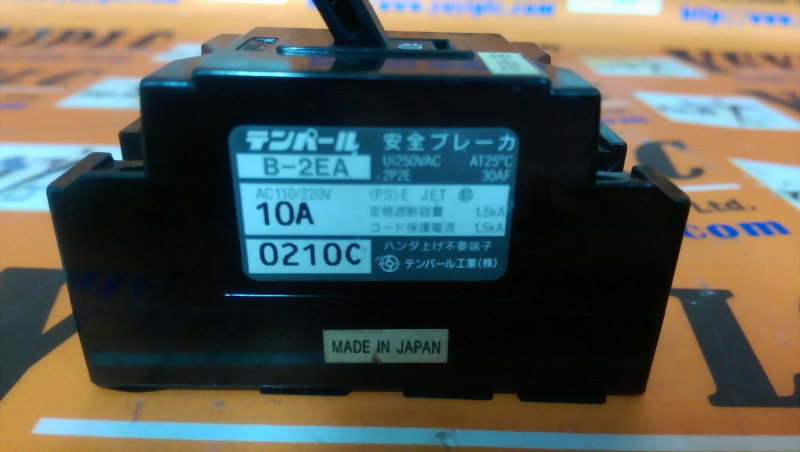 テンパール 安全ブレーカ
B-2EA Ui250VAC AT25℃
2P2E 30AF
AC110/220V 〈PS〉E JET
10A 定格遮断容量 1.5kA
コード保護電流 1.5kA
0210C ハンダ上げ不要端子
テンパール工業(株)
MADE IN JAPAN
Ltd.